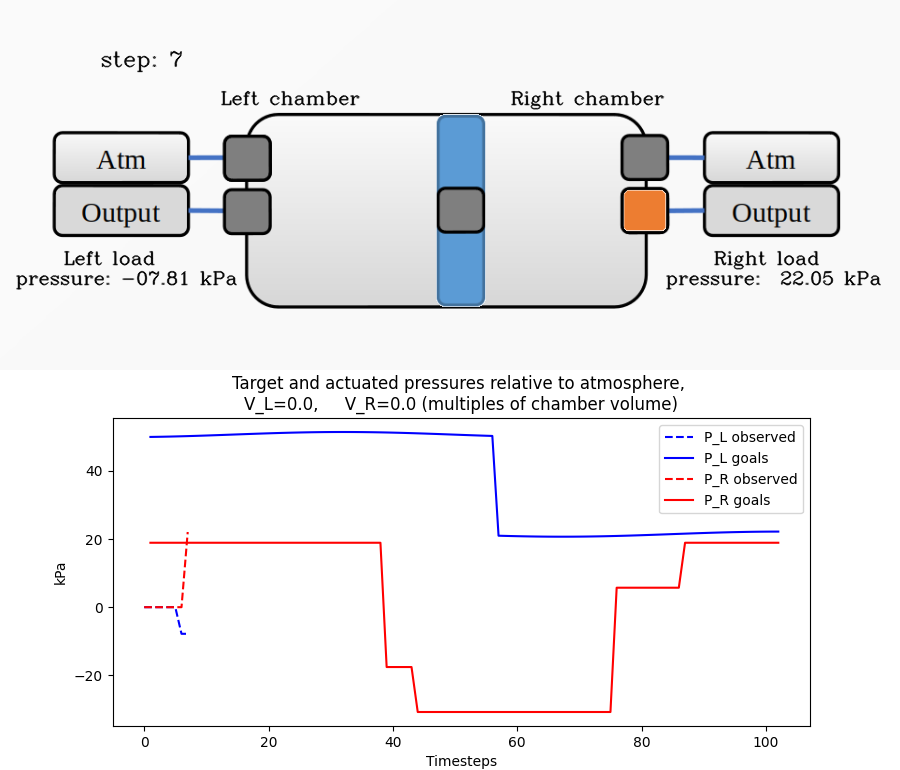 step: 7
Left chamber
Right chamber
Atm
Atm
Output
Output
Left load
pressure: -07.81 kPa
Right load
pressure: 22.05 kPa
Target and actuated pressures relative to atmosphere,
V_L=0.0, V_R=0.0 (multiples of chamber volume)
P_L observed
P_L goals
P_R observed
P_R goals
kPa
40
20
0
−20
0 20 40 60 80 100
Timesteps